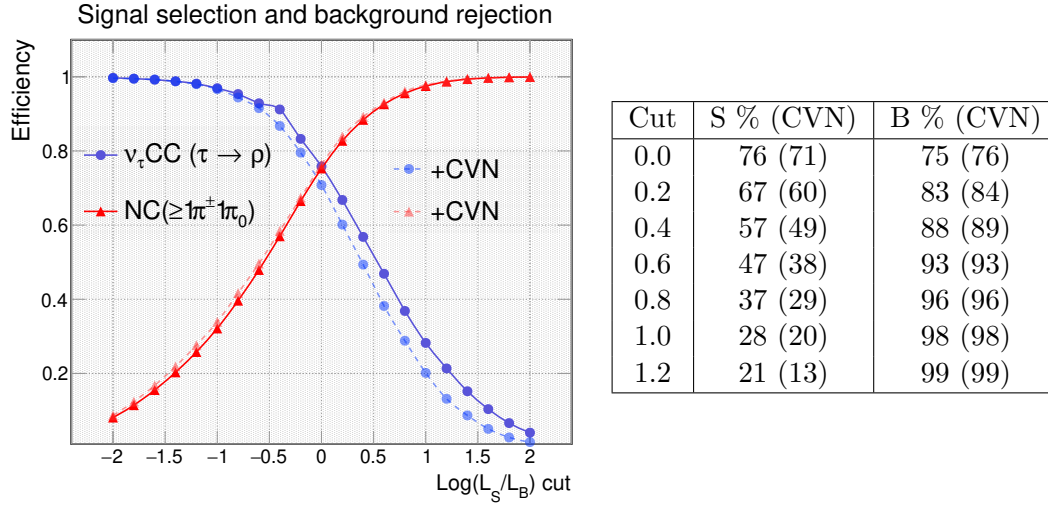 Signal selection and background rejection
Efficiency
1
0.8
0.6
0.4
0.2
ν_τCC (τ → ρ)
+CVN
NC(≥1π^±1π_0)
+CVN
−2 −1.5 −1 −0.5 0 0.5 1 1.5 2
Log(L_S/L_B) cut
Cut S % (CVN) B % (CVN)
0.0 76 (71) 75 (76)
0.2 67 (60) 83 (84)
0.4 57 (49) 88 (89)
0.6 47 (38) 93 (93)
0.8 37 (29) 96 (96)
1.0 28 (20) 98 (98)
1.2 21 (13) 99 (99)